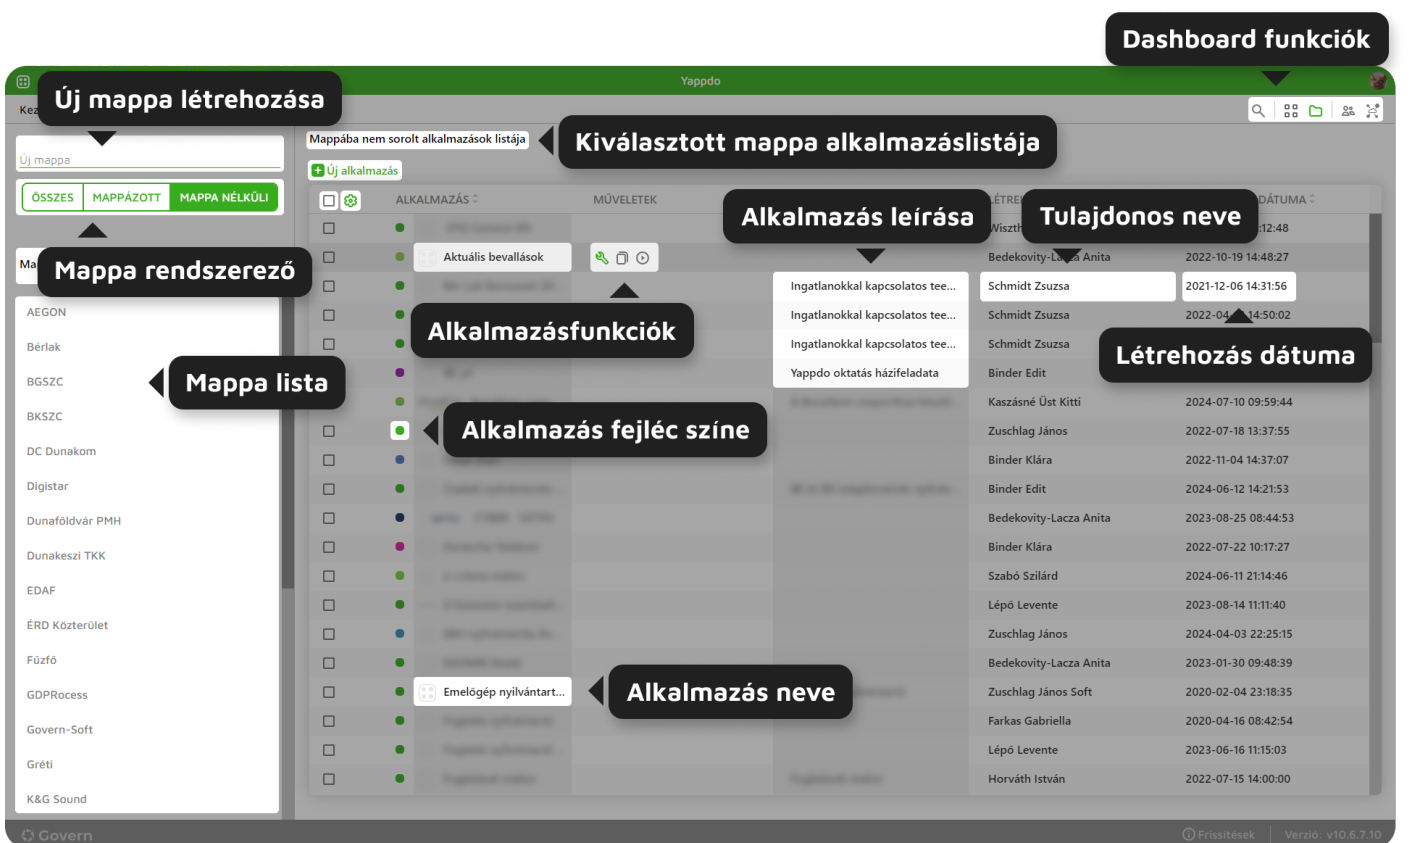 Dashboard funkciók
Yappdo
Új mappa létrehozása
Kez
Mappába nem sorolt alkalmazások listája
Kiválasztott mappa alkalmazáslistája
Új mappa
Új alkalmazás
ÖSSZES MAPPÁZOTT MAPPA NÉLKÜLI
ALKALMAZÁS MŰVELETEK LÉTRE DÁTUMA
Alkalmazás leírása
Tulajdonos neve
Wiszth :12:48
Mappa rendszerező
Ma
Aktuális bevallások Bedekovity-Lacza Anita 2022-10-19 14:48:27
Ingatlanokkal kapcsolatos tee... Schmidt Zsuzsa 2021-12-06 14:31:56
AEGON
Ingatlanokkal kapcsolatos tee... Schmidt Zsuzsa 2022-04- 14:50:02
Alkalmazásfunkciók
Bérlak
Ingatlanokkal kapcsolatos tee... Schmidt Zsuzsa
Létrehozás dátuma
BGSZC
Mappa lista
Yappdo oktatás házifeladata Binder Edit
Kaszásné Üst Kitti 2024-07-10 09:59:44
BKSZC
Alkalmazás fejléc színe
Zuschlag János 2022-07-18 13:37:55
DC Dunakom
Binder Klára 2022-11-04 14:37:07
Digistar
Binder Edit 2024-06-12 14:21:53
Dunaföldvár PMH
Bedekovity-Lacza Anita 2023-08-25 08:44:53
Dunakeszi TKK
Binder Klára 2022-07-22 10:17:27
Szabó Szilárd 2024-06-11 21:14:46
EDAF
Lépő Levente 2023-08-14 11:11:40
ÉRD Közterület
Zuschlag János 2024-04-03 22:25:15
Fűzfő
Bedekovity-Lacza Anita 2023-01-30 09:48:39
GDPRocess
Emelőgép nyilvántart...
Alkalmazás neve
Zuschlag János Soft 2020-02-04 23:18:35
Govern-Soft
Farkas Gabriella 2020-04-16 08:42:54
Lépő Levente 2023-06-16 11:15:03
Gréti
Horváth István 2022-07-15 14:00:00
K&G Sound
Govern
Frissítések Verzió: v10.6.7.10